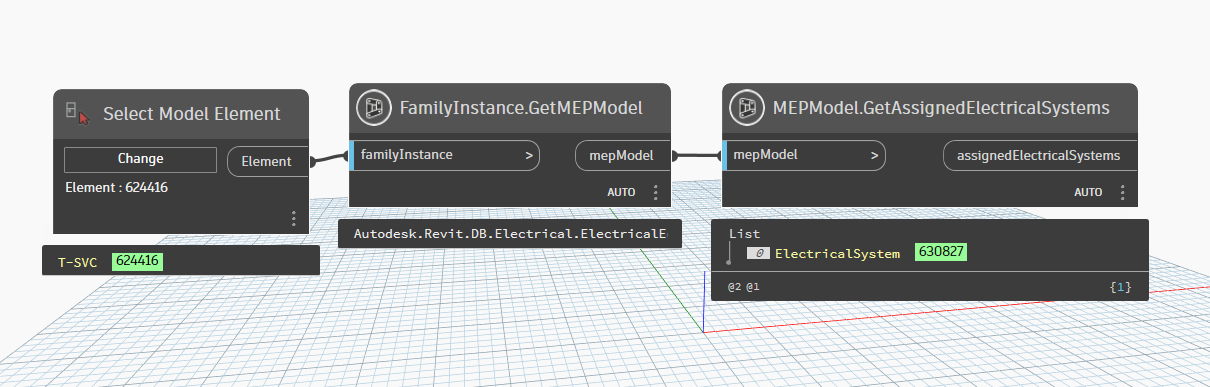 Select Model Element
Change
Element
Element : 624416
T-SVC 624416
FamilyInstance.GetMEPModel
familyInstance >
mepModel
AUTO
Autodesk.Revit.DB.Electrical.ElectricalE
MEPModel.GetAssignedElectricalSystems
mepModel >
assignedElectricalSystems
AUTO
List
0 ElectricalSystem 630827
@2 @1 {1}